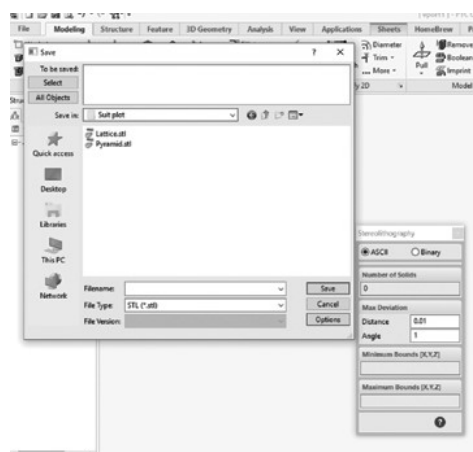 File Modeling Structure Feature 3D Geometry Analysis View Applications Sheets HomeBrew
Diameter
Trim
More
Pull
Remove
Boolean
Imprint
2D
Model
Save ? X
To be saved:
Select
All Objects
Save in: Suit plot
Lattice.stl
Pyramid.stl
Quick access
Desktop
Libraries
This PC
Network
Filename: Save
File Type: STL (*.stl) Cancel
File Version: Options
Stereolithography
ASCII Binary
Number of Solids
0
Max Deviation
Distance 0.01
Angle 1
Minimum Bounds [X,Y,Z]
Maximum Bounds [X,Y,Z]
?